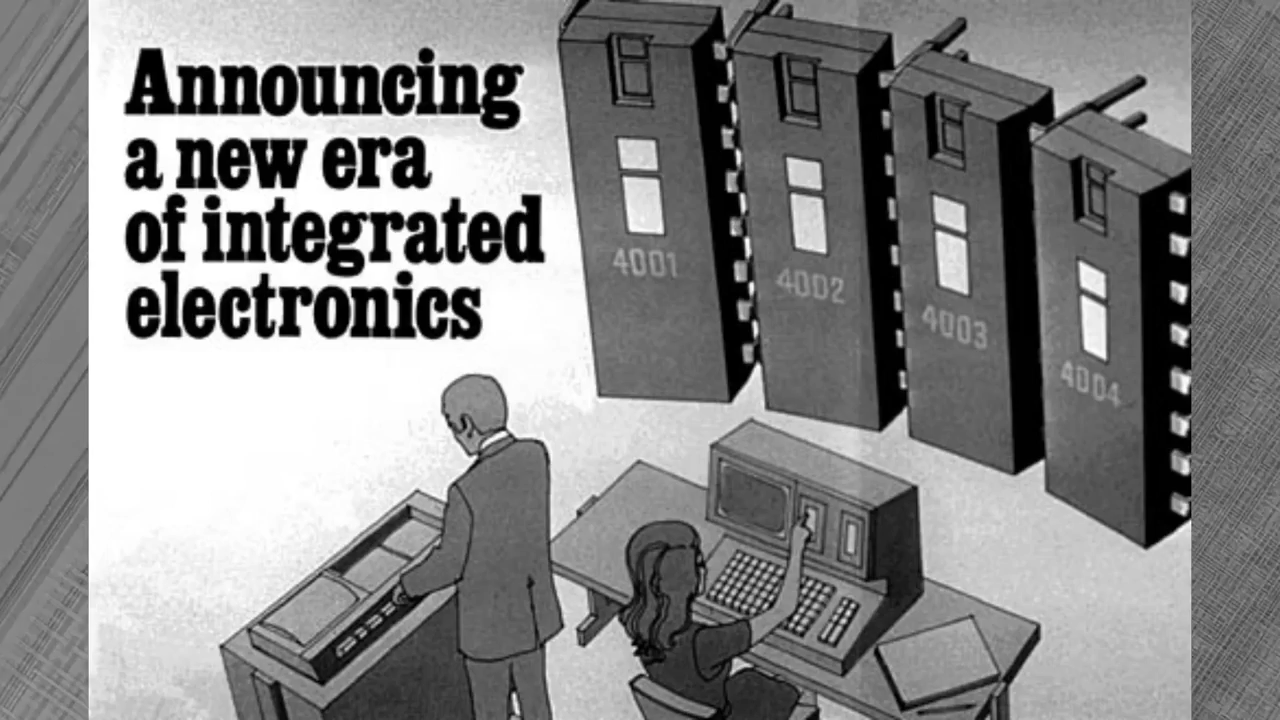 Announcing
a new era
of integrated
electronics
4001
4002
4003
4004